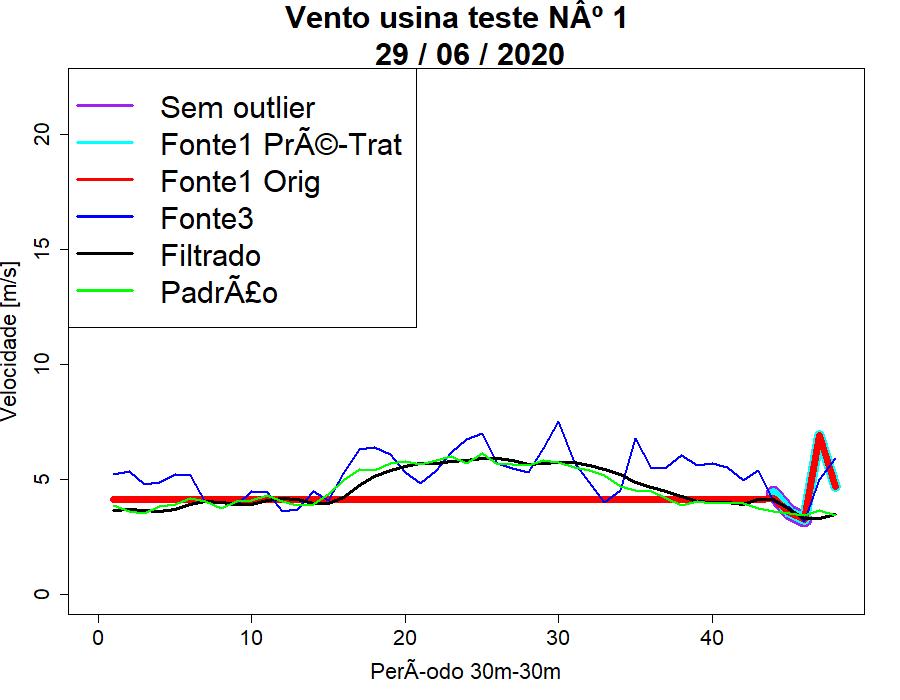 Vento usina teste NÂº 1
29 / 06 / 2020
Sem outlier
Fonte1 PrÃ©-Trat
Fonte1 Orig
Fonte3
Filtrado
PadrÃ£o
Velocidade [m/s]
20
15
10
5
0
0 10 20 30 40
PerÃ­-odo 30m-30m